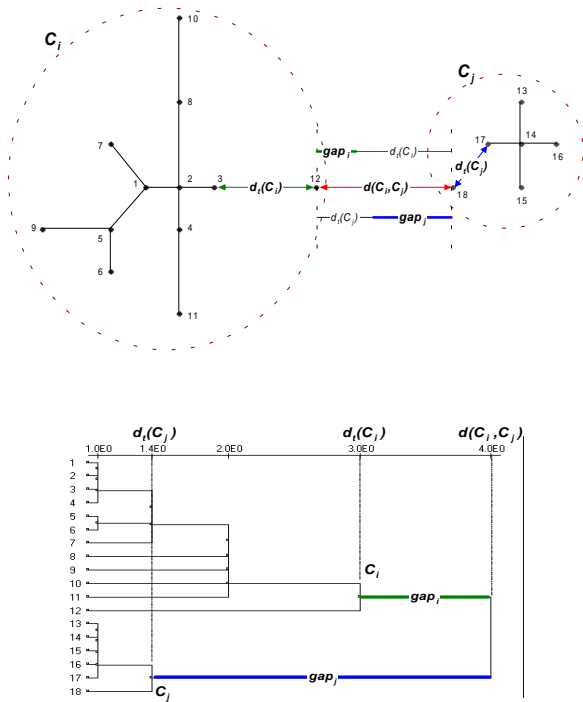 10
C_i
C_j
13
8
7
17
14
16
gap_i
d_t(C_i)
d_t(C_j)
1
2
3
d_t(C_i)
12
d(C_i,C_j)
18
15
9
5
4
d_t(C_j)
gap_j
6
11
d_t(C_j)
d_t(C_i)
d(C_i,C_j)
1.0E0
1.4E0
2.0E0
3.0E0
4.0E0
1
2
3
4
5
6
7
8
9
C_i
10
11
gap_i
12
13
14
15
16
17
gap_j
18
C_j